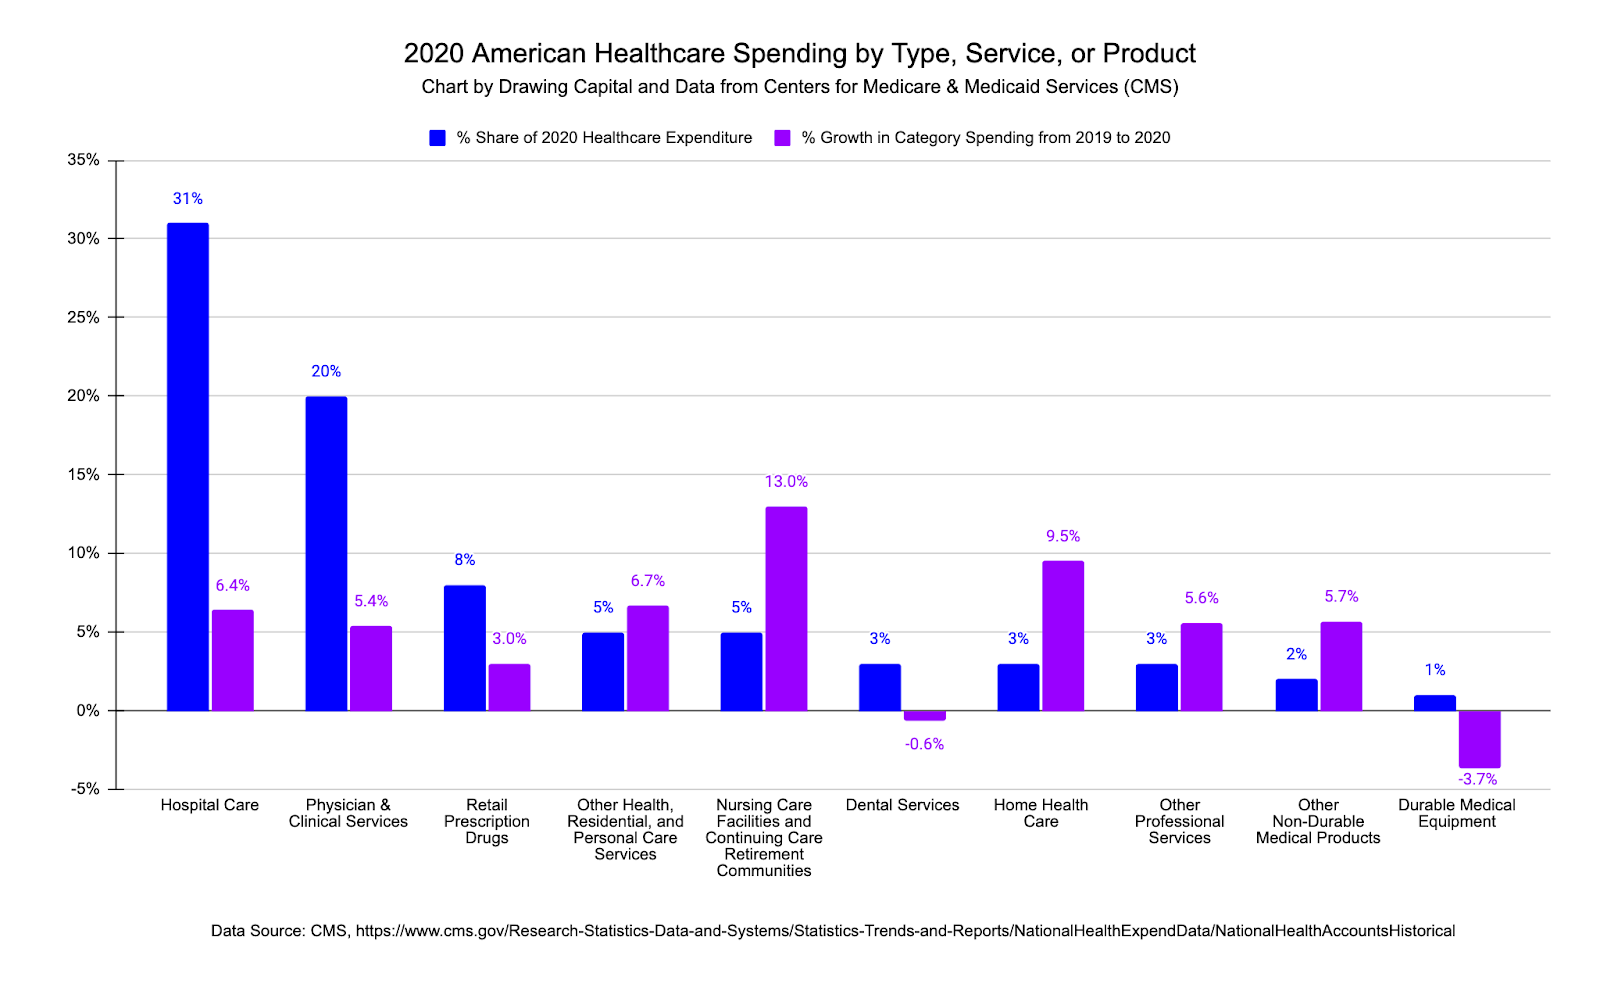 2020 American Healthcare Spending by Type, Service, or Product
Chart by Drawing Capital and Data from Centers for Medicare & Medicaid Services (CMS)
% Share of 2020 Healthcare Expenditure
% Growth in Category Spending from 2019 to 2020
35%
30%
25%
20%
15%
10%
5%
0%
-5%
31%
6.4%
20%
5.4%
8%
3.0%
5%
6.7%
5%
13.0%
3%
-0.6%
3%
9.5%
3%
5.6%
2%
5.7%
1%
-3.7%
Hospital Care
Physician &
Clinical Services
Retail
Prescription
Drugs
Other Health,
Residential, and
Personal Care
Services
Nursing Care
Facilities and
Continuing Care
Retirement
Communities
Dental Services
Home Health
Care
Other
Professional
Services
Other
Non-Durable
Medical Products
Durable Medical
Equipment
Data Source: CMS, https://www.cms.gov/Research-Statistics-Data-and-Systems/Statistics-Trends-and-Reports/NationalHealthExpendData/NationalHealthAccountsHistorical